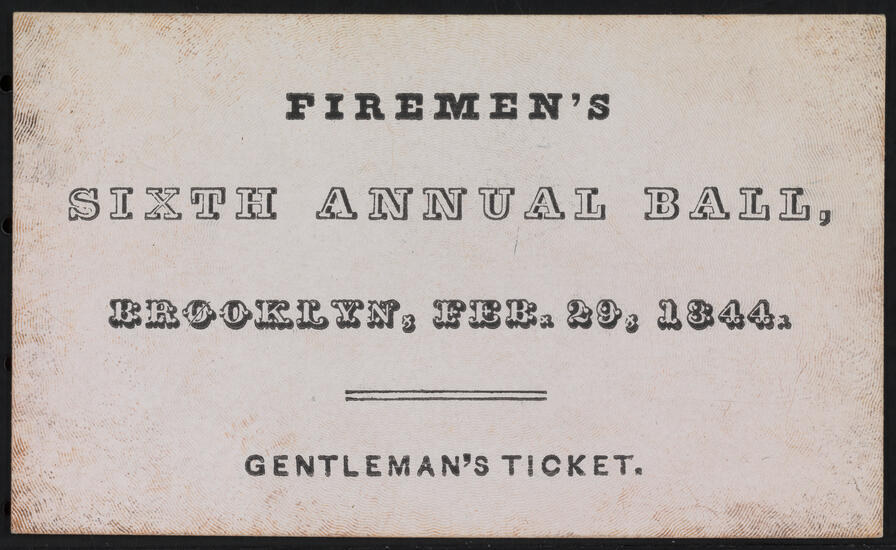 FIREMEN'S
SIXTH ANNUAL BALL,
BROOKLYN, FEB. 29, 1844.
GENTLEMAN'S TICKET.